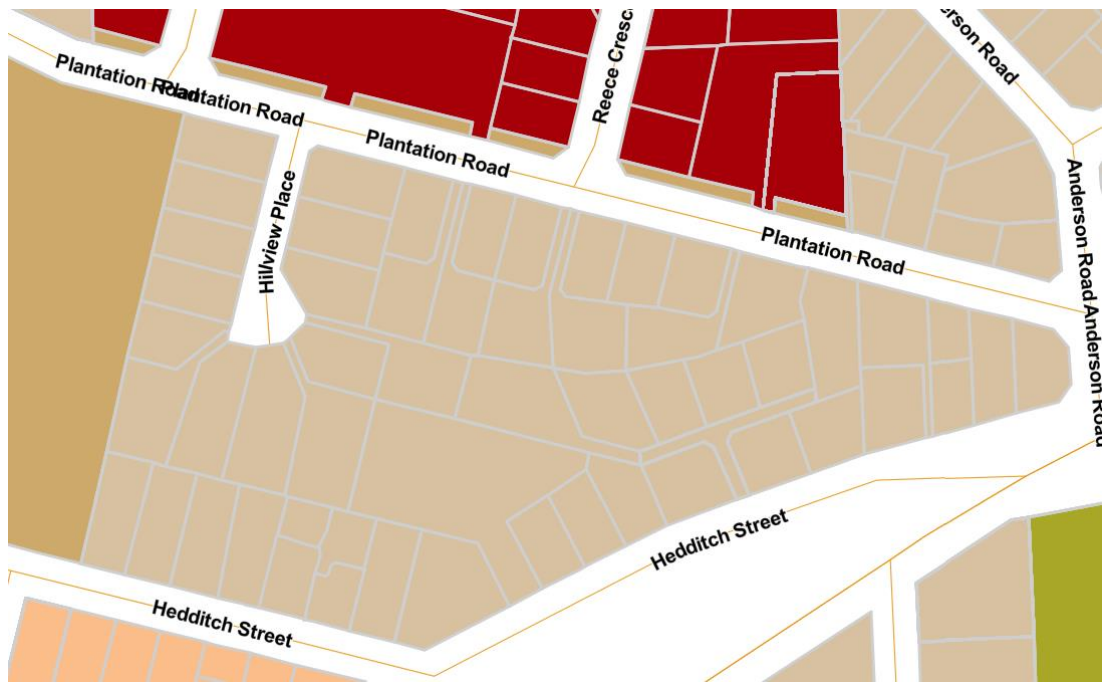 erson Road
Reece Cresc
Plantation Road
Plantation Road
Plantation Road
Anderson Road
Hillview Place
Plantation Road
Anderson Road
Hedditch Street
Hedditch Street